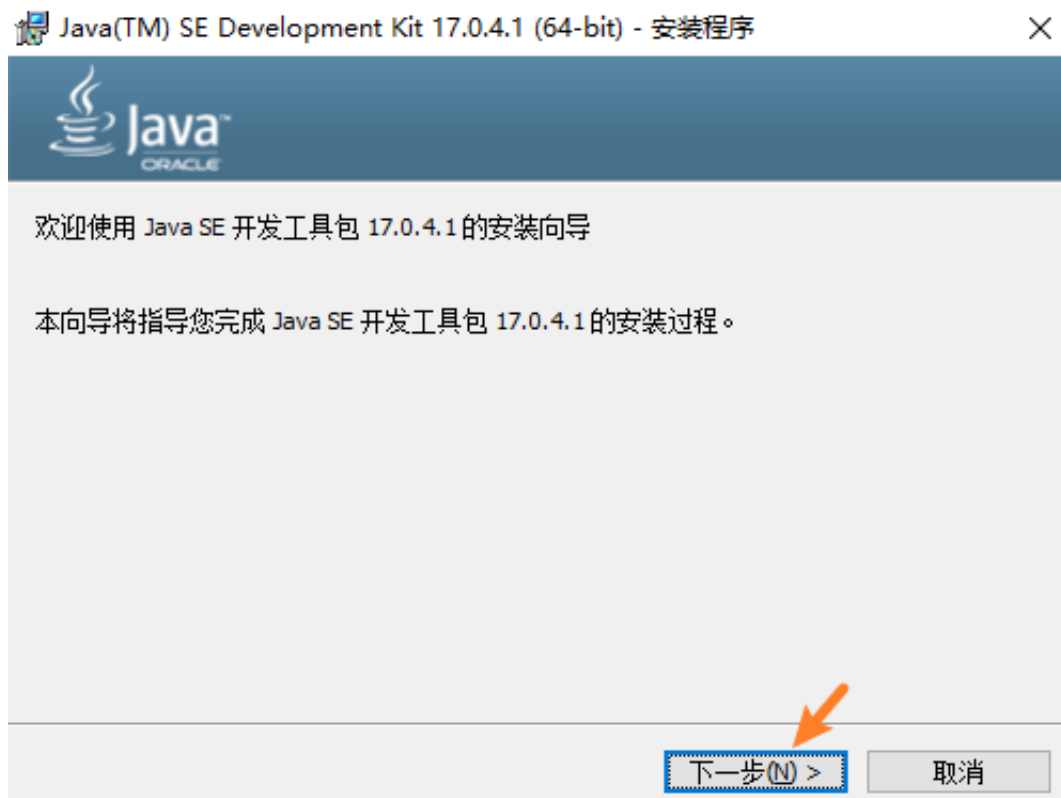 Java(TM) SE Development Kit 17.0.4.1 (64-bit) - 安装程序
Java™
ORACLE
欢迎使用 Java SE 开发工具包 17.0.4.1 的安装向导
本向导将指导您完成 Java SE 开发工具包 17.0.4.1 的安装过程。
下一步(N) > 取消